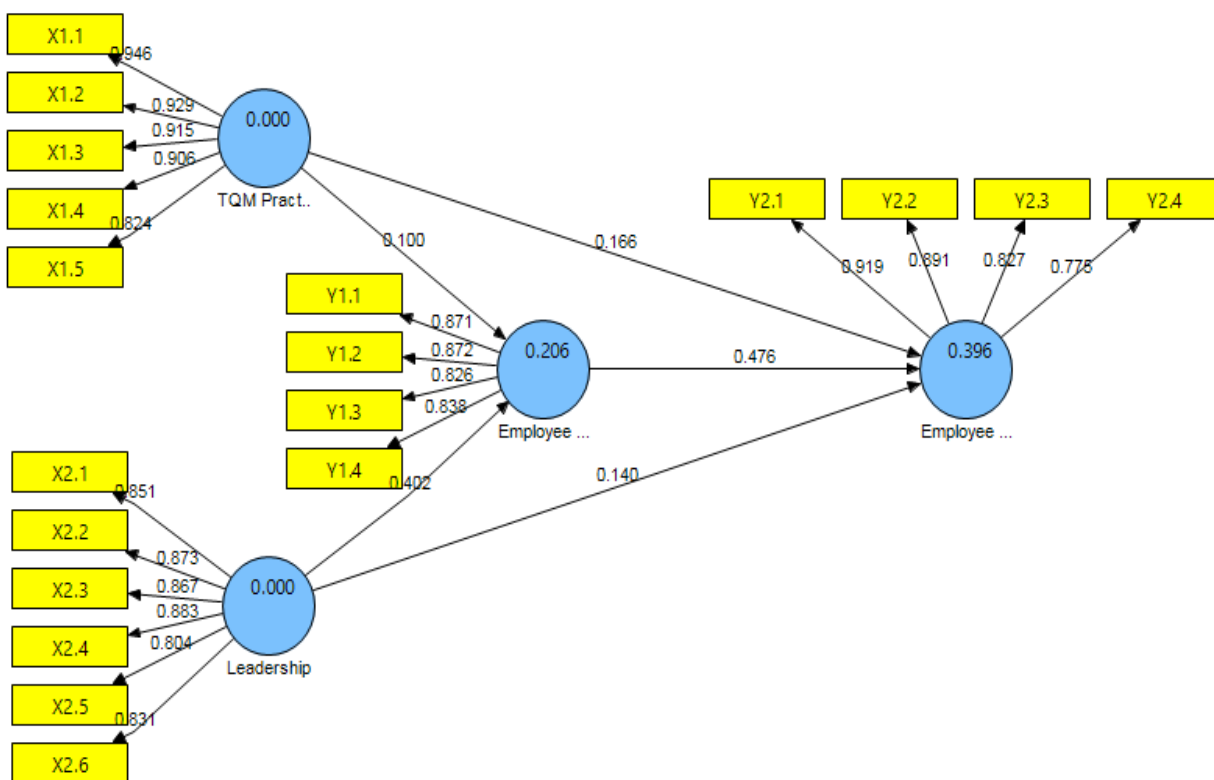 X1.1
0.946
X1.2
0.929
X1.3
0.915
0.906
X1.4
0.824
X1.5
0.000
TQM Pract..
0.100
0.166
Y2.1
Y2.2
Y2.3
Y2.4
0.919
0.891
0.827
0.775
Y1.1
0.871
Y1.2
0.872
Y1.3
0.826
0.838
Y1.4
0.206
Employee ...
0.476
0.396
Employee ...
0.402
0.140
X2.1
0.851
X2.2
0.873
X2.3
0.867
0.883
X2.4
0.804
X2.5
0.831
X2.6
0.000
Leadership